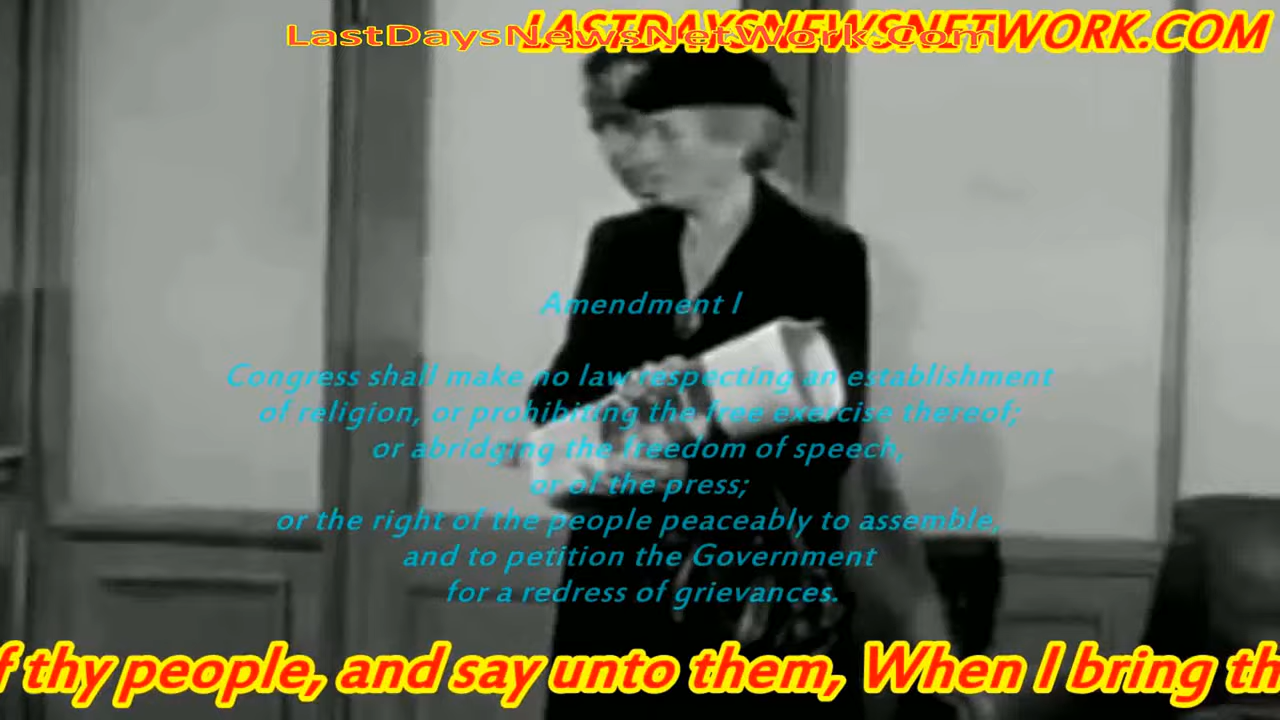 LASTDAYSNEWSNETWORK.COM
LastDaysNewsNetWork.Com
Amendment I
Congress shall make no law respecting an establishment
of religion, or prohibiting the free exercise thereof;
or abridging the freedom of speech,
or of the press;
or the right of the people peaceably to assemble,
and to petition the Government
for a redress of grievances.
f thy people, and say unto them, When I bring th